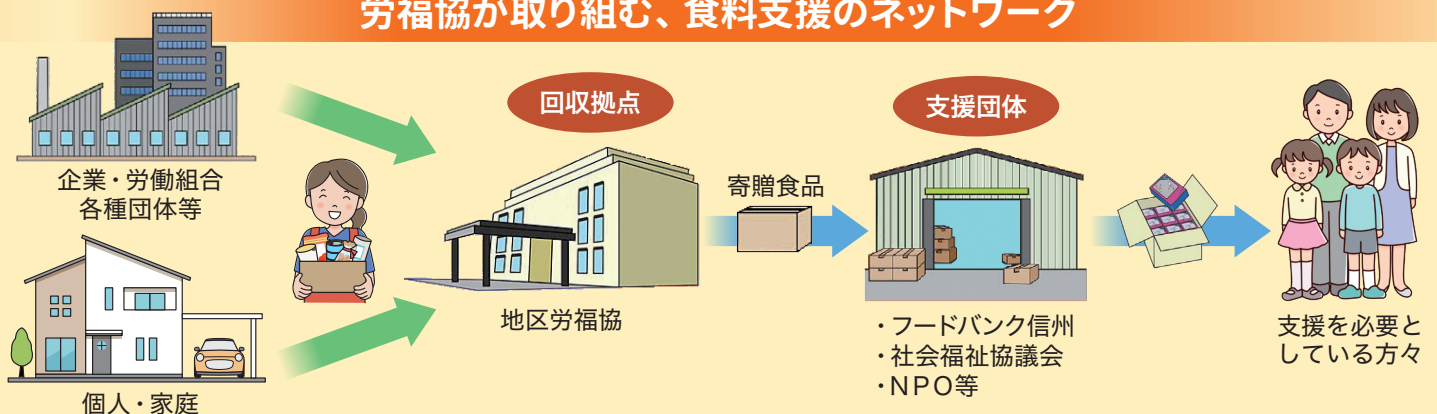 労福協が取り組む、食料支援のネットワーク
企業・労働組合
各種団体等
個人・家庭
回収拠点
地区労福協
寄贈食品
支援団体
・フードバンク信州
・社会福祉協議会
・NPO等
支援を必要と
している方々